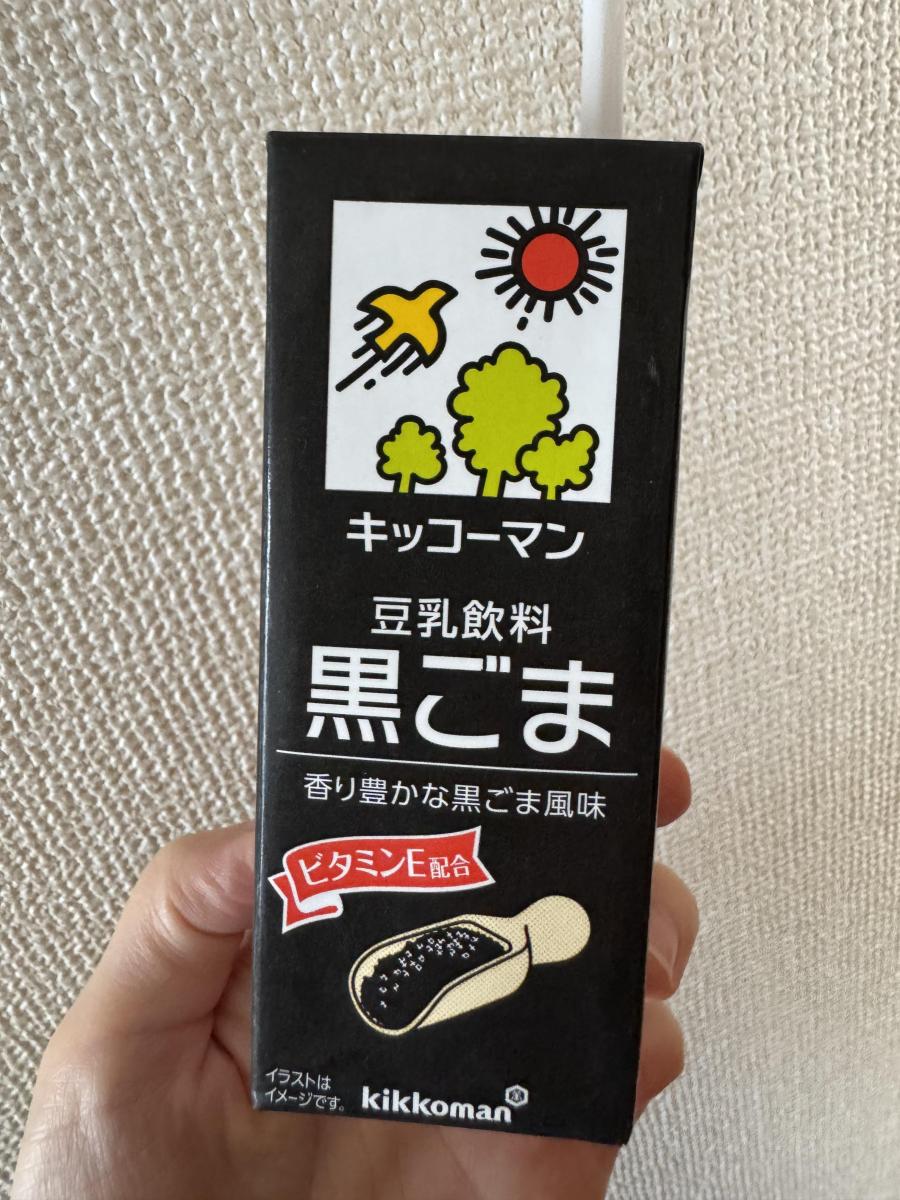 キッコーマン
豆乳飲料
黒ごま
香り豊かな黒ごま風味
ビタミンE配合
イラストは
イメージです。
kikkoman